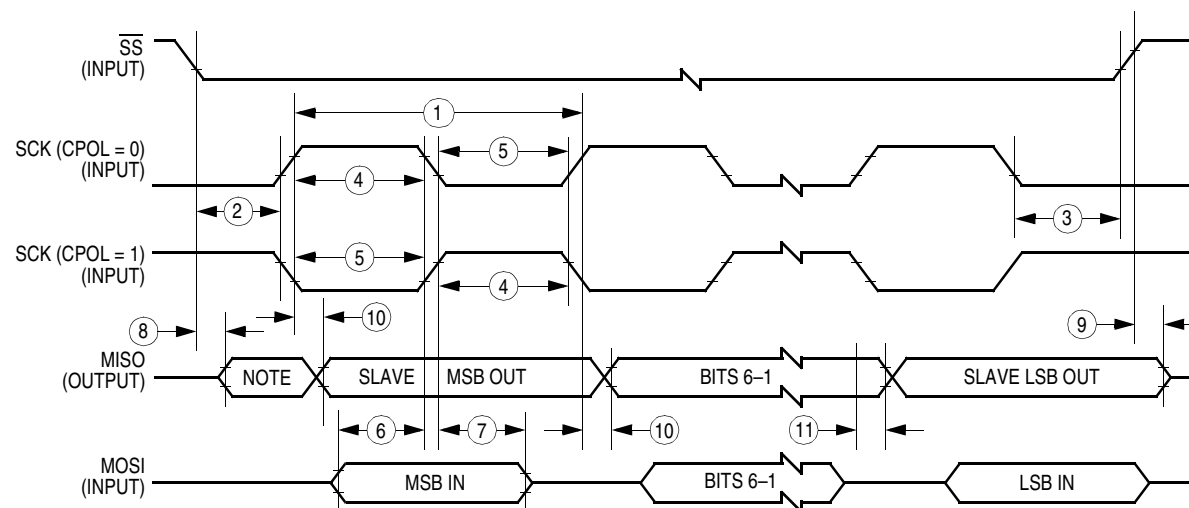 SS
(INPUT)
1
SCK (CPOL = 0)
(INPUT)
5
4
2
3
SCK (CPOL = 1)
(INPUT)
5
4
8
10
9
MISO
(OUTPUT)
NOTE
SLAVE
MSB OUT
BITS 6–1
SLAVE LSB OUT
6
7
10
11
MOSI
(INPUT)
MSB IN
BITS 6–1
LSB IN